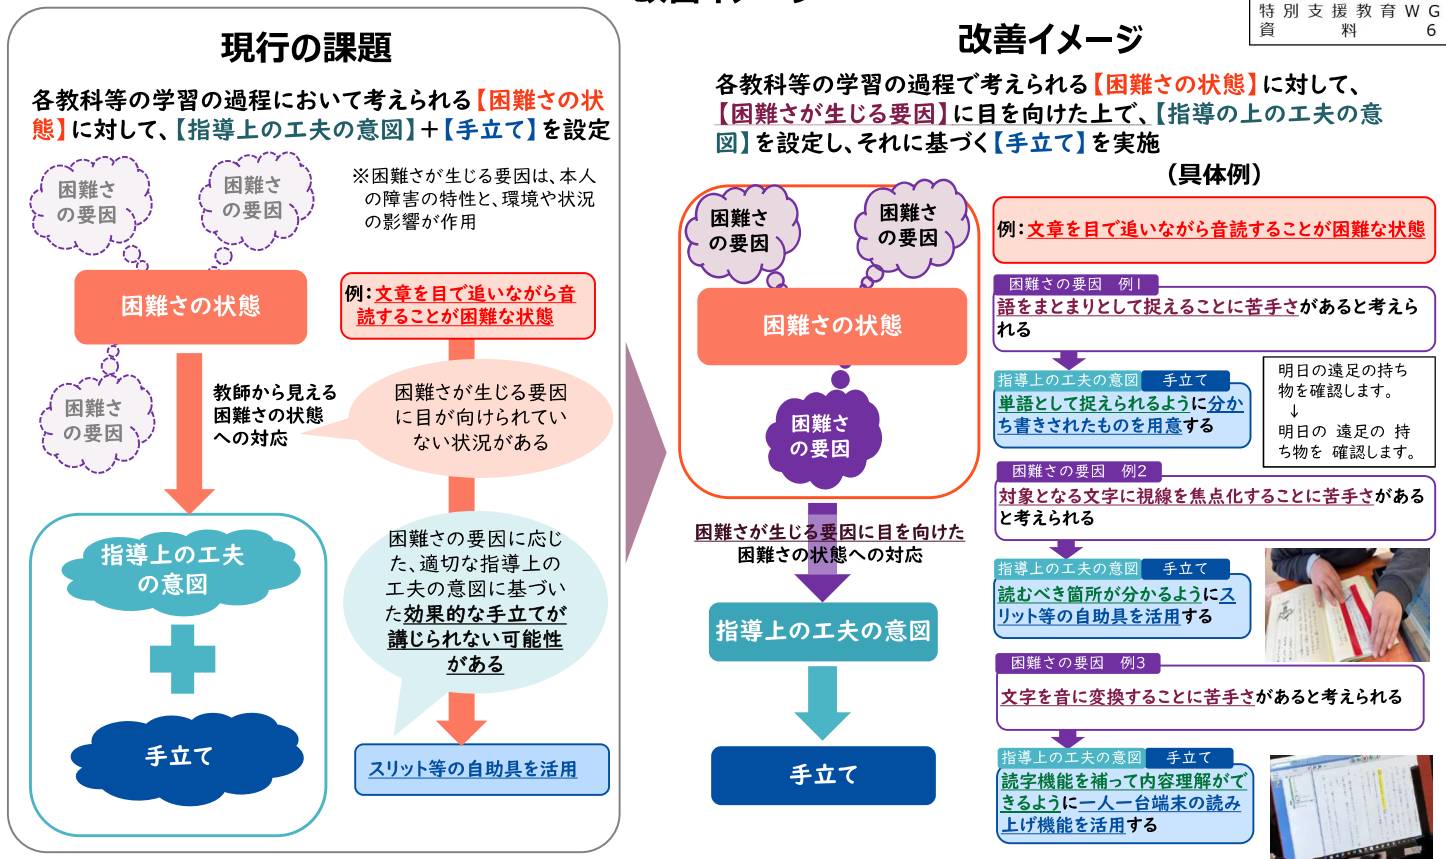 特別支援教育WG
資料6
現行の課題
各教科等の学習の過程において考えられる【困難さの状
態】に対して、【指導上の工夫の意図】＋【手立て】を設定
困難さ
の要因
困難さ
の要因
※困難さが生じる要因は、本人
の障害の特性と、環境や状況
の影響が作用
困難さの状態
例：文章を目で追いながら音
読することが困難な状態
困難さ
の要因
教師から見える
困難さの状態
への対応
困難さが生じる要因
に目が向けられてい
ない状況がある
指導上の工夫
の意図
手立て
困難さの要因に応じ
た、適切な指導上の
工夫の意図に基づい
た効果的な手立てが
講じられない可能性
がある
スリット等の自助具を活用
改善イメージ
各教科等の学習の過程で考えられる【困難さの状態】に対して、
【困難さが生じる要因】に目を向けた上で、【指導の上の工夫の意
図】を設定し、それに基づく【手立て】を実施
（具体例）
困難さ
の要因
困難さ
の要因
困難さの状態
困難さ
の要因
困難さが生じる要因に目を向けた
困難さの状態への対応
指導上の工夫の意図
手立て
例：文章を目で追いながら音読することが困難な状態
困難さの要因　例1
語をまとまりとして捉えることに苦手さがあると考えら
れる
指導上の工夫の意図　手立て
単語として捉えられるように分か
ち書きされたものを用意する
明日の遠足の持ち
物を確認します。
↓
明日の 遠足の 持
ち物を 確認します。
困難さの要因　例2
対象となる文字に視線を焦点化することに苦手さがある
と考えられる
指導上の工夫の意図　手立て
読むべき箇所が分かるようにス
リット等の自助具を活用する
困難さの要因　例3
文字を音に変換することに苦手さがあると考えられる
指導上の工夫の意図　手立て
読字機能を補って内容理解がで
きるように一人一台端末の読み
上げ機能を活用する